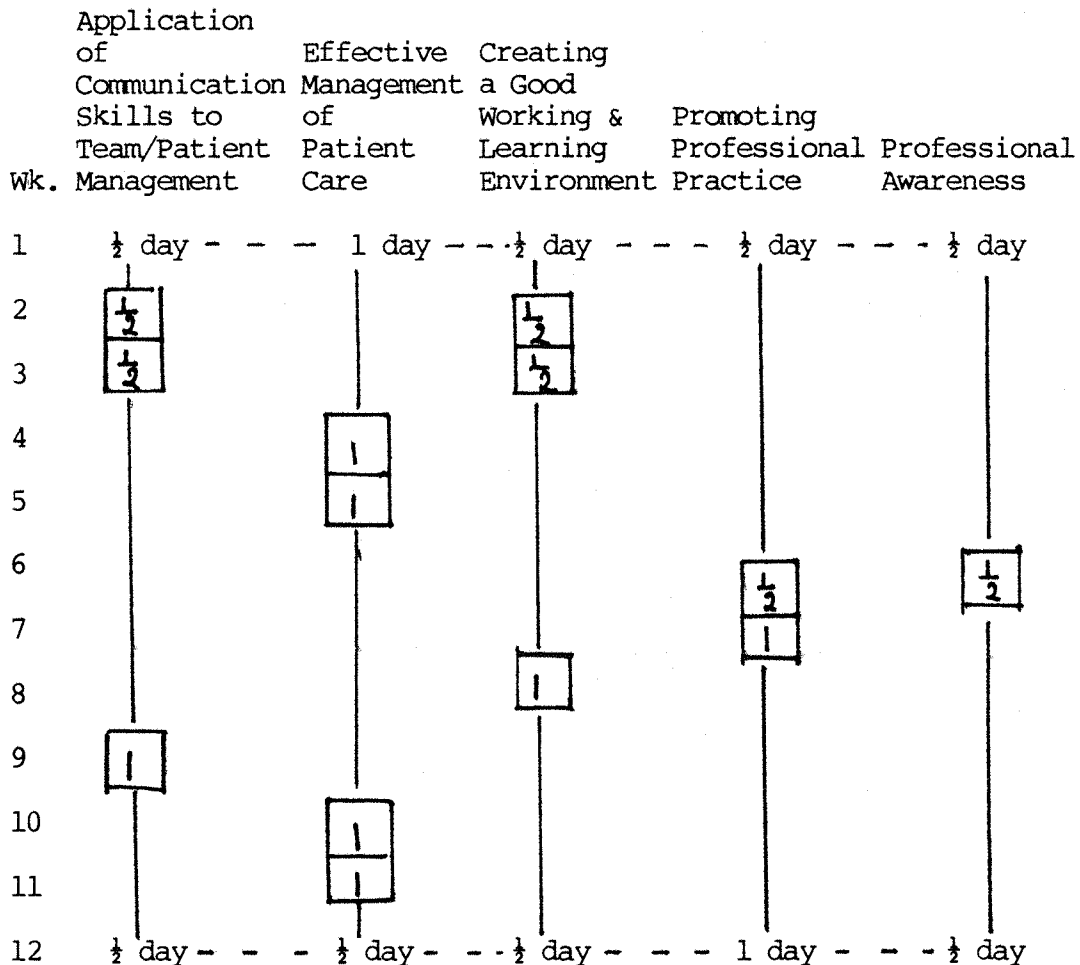 Application
of Effective Creating
Communication Management a Good
Skills to of Working & Promoting
Team/Patient Patient Learning Professional Professional
Wk. Management Care Environment Practice Awareness
1 ½ day - - - 1 day - - - ½ day - - - ½ day - - - ½ day
2 ½ ½
3 ½ ½
4 1
5 1
6 ½ ½
7 1
8 1
9 1
10 1
11 1
12 ½ day - - - ½ day - - - ½ day - - - 1 day - - - ½ day